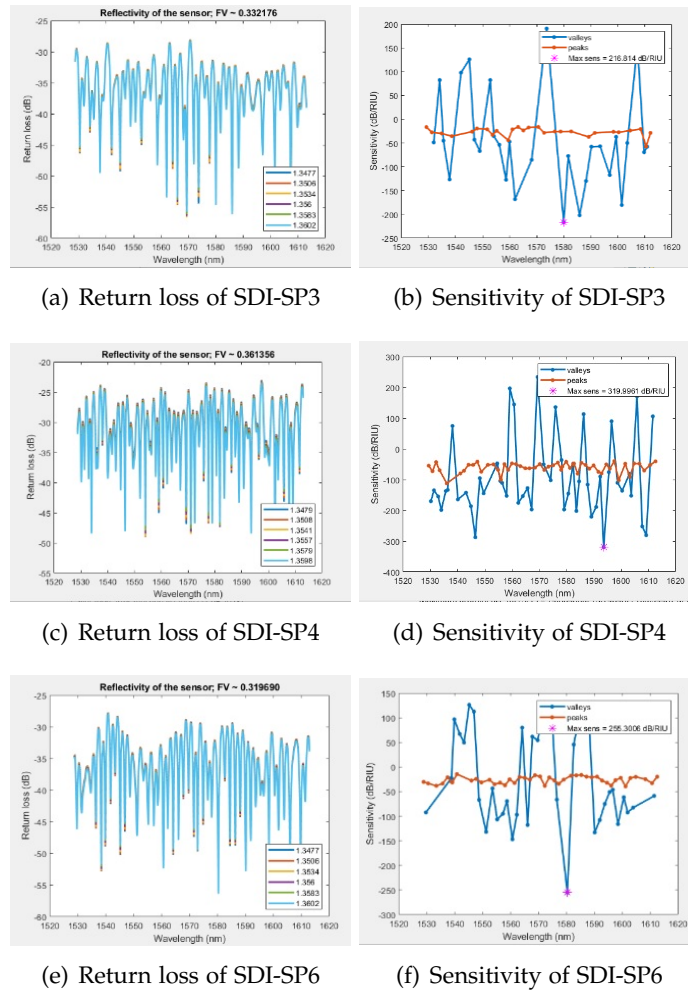 Reflectivity of the sensor; FV ~ 0.332176
Return loss (dB)
-25
-30
-35
-40
-45
-50
-55
-60
1520 1530 1540 1550 1560 1570 1580 1590 1600 1610 1620
Wavelength (nm)
1.3477
1.3506
1.3534
1.356
1.3583
1.3602
Sensitivity (dB/RIU)
200
150
100
50
0
-50
-100
-150
-200
-250
1520 1530 1540 1550 1560 1570 1580 1590 1600 1610 1620
Wavelength (nm)
valleys
peaks
Max sens = 216.814 dB/RIU
(a) Return loss of SDI-SP3
(b) Sensitivity of SDI-SP3
Reflectivity of the sensor; FV ~ 0.361356
Return loss (dB)
-20
-25
-30
-35
-40
-45
-50
-55
1520 1530 1540 1550 1560 1570 1580 1590 1600 1610 1620
Wavelength (nm)
1.3479
1.3508
1.3541
1.3557
1.3579
1.3598
Sensitivity (dB/RIU)
300
200
100
0
-100
-200
-300
-400
1520 1530 1540 1550 1560 1570 1580 1590 1600 1610 1620
Wavelength (nm)
valleys
peaks
Max sens = 319.9961 dB/RIU
(c) Return loss of SDI-SP4
(d) Sensitivity of SDI-SP4
Reflectivity of the sensor; FV ~ 0.319690
Return loss (dB)
-25
-30
-35
-40
-45
-50
-55
-60
1520 1530 1540 1550 1560 1570 1580 1590 1600 1610 1620
Wavelength (nm)
1.3477
1.3506
1.3534
1.356
1.3583
1.3602
Sensitivity (dB/RIU)
150
100
50
0
-50
-100
-150
-200
-250
-300
1520 1530 1540 1550 1560 1570 1580 1590 1600 1610 1620
Wavelength (nm)
valleys
peaks
Max sens = 255.3006 dB/RIU
(e) Return loss of SDI-SP6
(f) Sensitivity of SDI-SP6